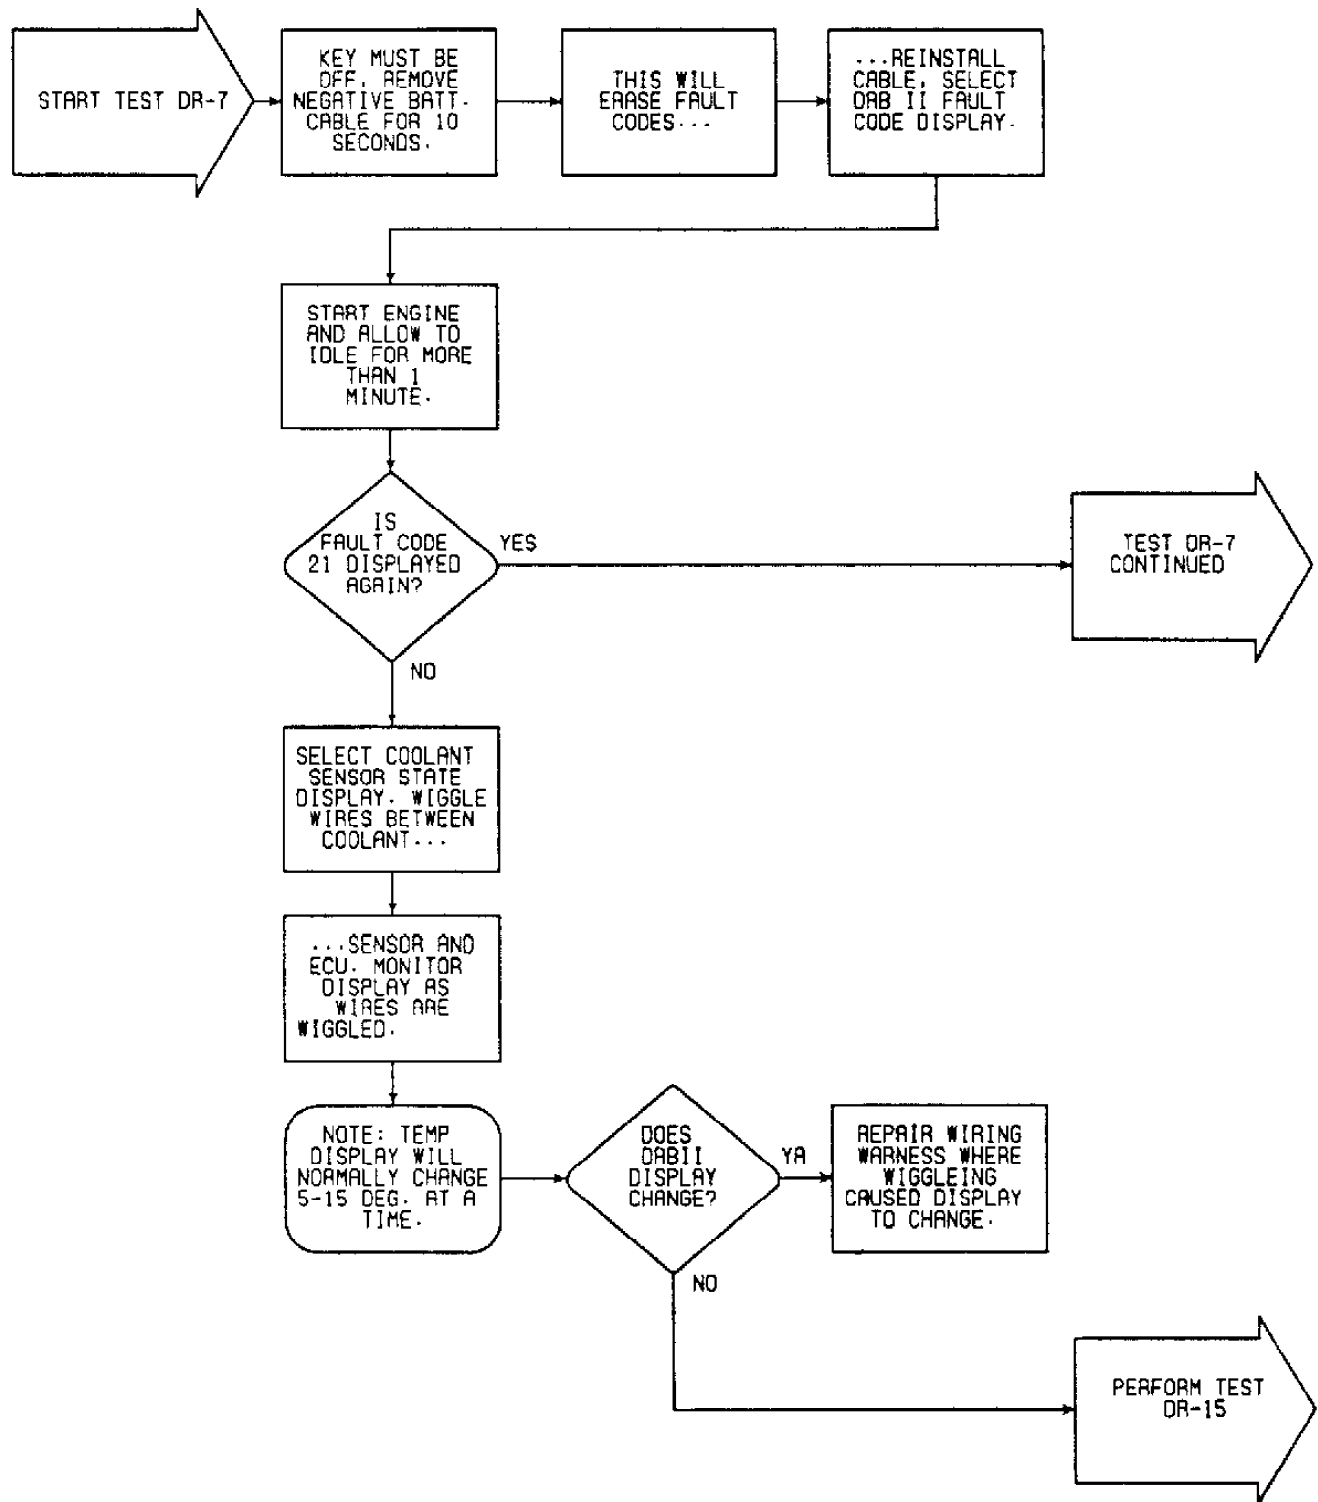 START TEST DR-7
KEY MUST BE
OFF, REMOVE
NEGATIVE BATT.
CABLE FOR 10
SECONDS.
THIS WILL
ERASE FAULT
CODES...
...REINSTALL
CABLE, SELECT
DRB II FAULT
CODE DISPLAY.
START ENGINE
AND ALLOW TO
IDLE FOR MORE
THAN 1
MINUTE.
IS
FAULT CODE
21 DISPLAYED
AGAIN?
YES
TEST DR-7
CONTINUED
NO
SELECT COOLANT
SENSOR STATE
DISPLAY. WIGGLE
WIRES BETWEEN
COOLANT...
...SENSOR AND
ECU. MONITOR
DISPLAY AS
WIRES ARE
WIGGLED.
NOTE: TEMP
DISPLAY WILL
NORMALLY CHANGE
5-15 DEG. AT A
TIME.
DOES
DRBII
DISPLAY
CHANGE?
YA
REPAIR WIRING
WARNESS WHERE
WIGGLEING
CAUSED DISPLAY
TO CHANGE.
NO
PERFORM TEST
DR-15